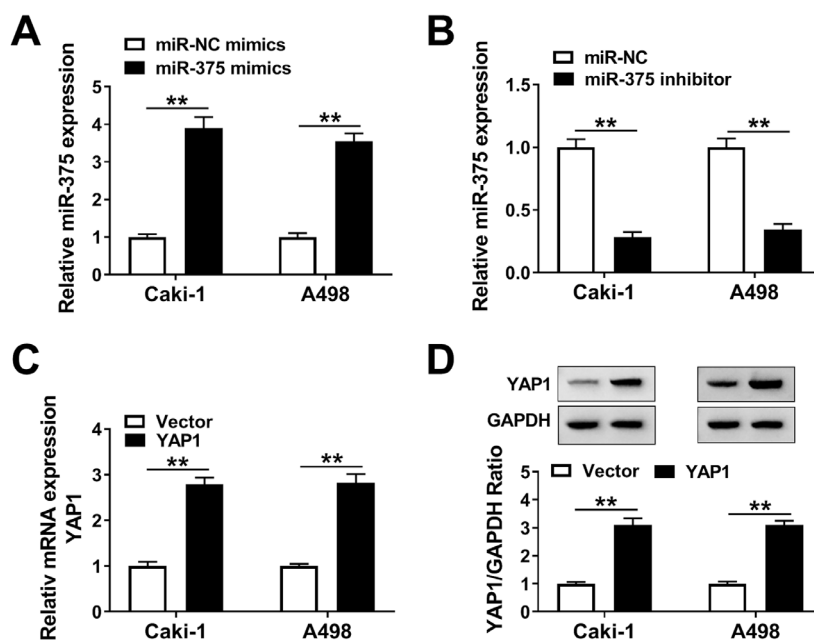 A
miR-NC mimics
miR-375 mimics
Relative miR-375 expression
5
4
3
2
1
0
**
**
Caki-1
A498
B
miR-NC
miR-375 inhibitor
Relative miR-375 expression
1.5
1.0
0.5
0.0
**
**
Caki-1
A498
C
Vector
YAP1
Relativ mRNA expression
YAP1
4
3
2
1
0
**
**
Caki-1
A498
D
YAP1
GAPDH
Vector
YAP1
YAP1/GAPDH Ratio
5
4
3
2
1
0
**
**
Caki-1
A498